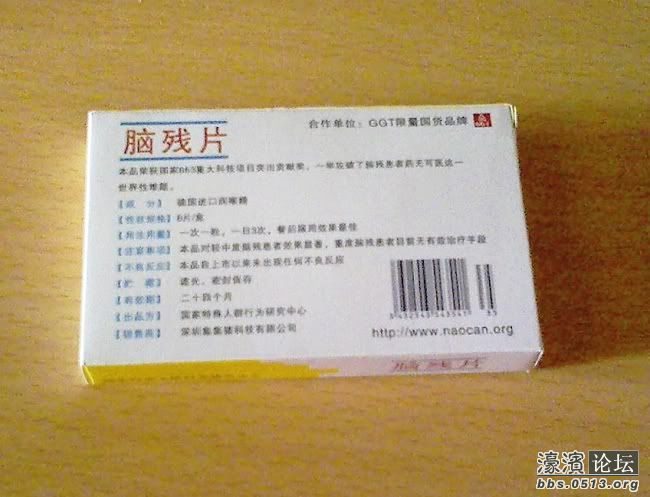 脑残片
合作单位：GGT限量国货品牌
本品荣获国家863重大科技项目突出贡献奖，一举攻破了脑残患者药无可医这一
世界性难题。
【成 分】 德国进口润喉糖
【性状规格】 6片/盒
【用法用量】 一次一粒，一日3次，餐后服用效果最佳
【注意事项】 本品对轻中度脑残患者效果显著，重度脑残患者目前无有效治疗手段
【不良反应】 本品自上市以来未出现任何不良反应
【贮 藏】 遮光，密封保存
【有效期】 二十四个月
【出品方】 国家特殊人群行为研究中心
【销售商】 深圳集集猪科技有限公司
http://www.naocan.org
脑残片
濠滨论坛
bbs.0513.org